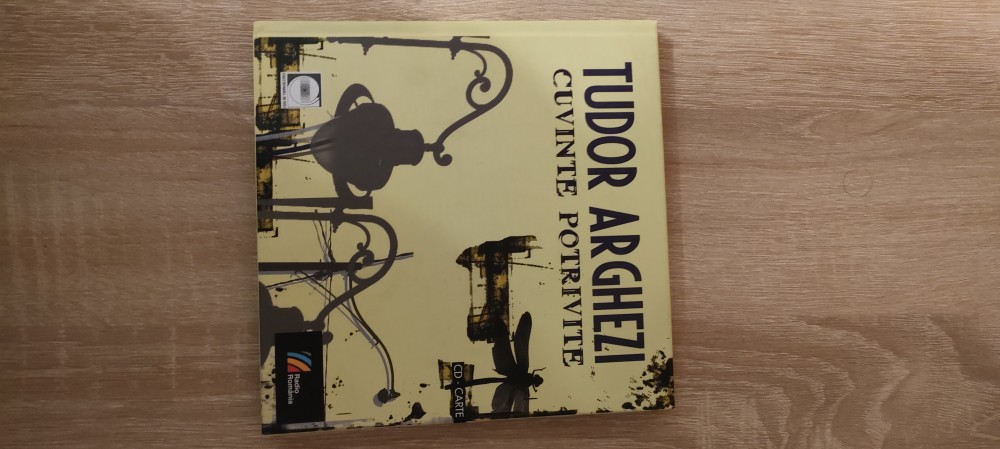 TUDOR ARGHEZI
CUVINTE POTRIVITE
CD · CARTE
Radio
România